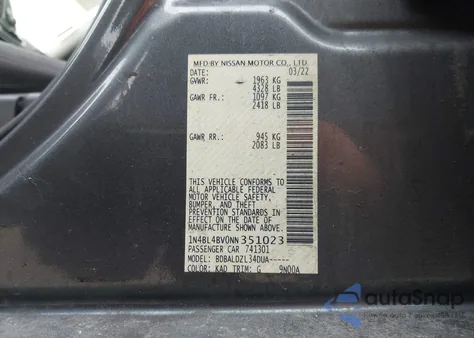 MFD BY NISSAN MOTOR CO., LTD.
DATE: 03/22
GVWR: 1963 KG
4328 LB
GAWR FR.: 1097 KG
2418 LB
GAWR RR.: 945 KG
2083 LB
THIS VEHICLE CONFORMS TO
ALL APPLICABLE FEDERAL
MOTOR VEHICLE SAFETY,
BUMPER, AND THEFT
PREVENTION STANDARDS
IN EFFECT ON THE DATE OF
MANUFACTURE SHOWN ABOVE.
1N4BL4BV0NN351023
PASSENGER CAR 741301
MODEL: BDBALDZL34DUA-----
COLOR: KAD TRIM: G 9N00A
autoSnap